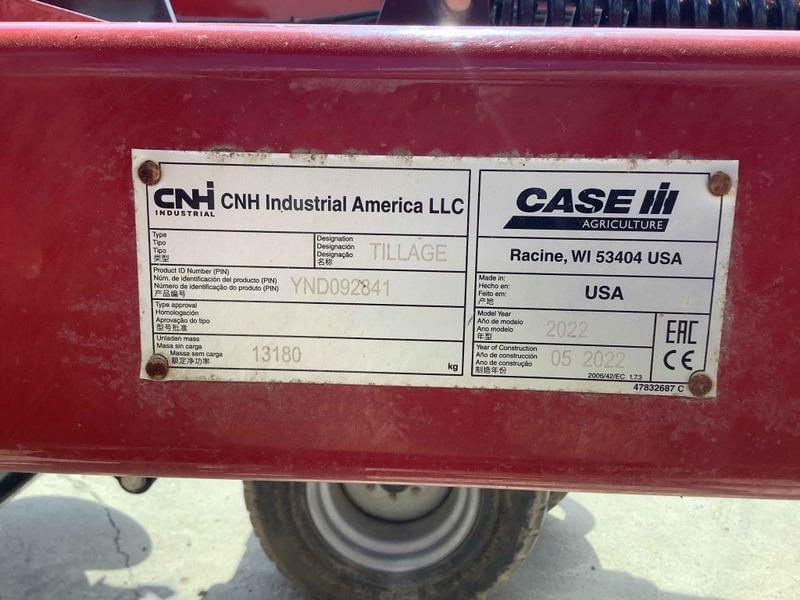 CNH INDUSTRIAL CNH Industrial America LLC
Type
Tipo
Tipo
类型
Designation
Designación
Designação
名称
TILLAGE
Product ID Number (PIN)
Núm. de identificación del producto (PIN)
Número de identificação do produto (PIN)
产品编号
YND092841
Type approval
Homologación
Aprovação do tipo
型号批准
Unladen mass
Masa sin carga
Massa sem carga
额定净功率
13180
kg
CASE IH
AGRICULTURE
Racine, WI 53404 USA
Made in:
Hecho en:
Feito em:
产地
USA
Model Year
Año de modelo
Ano modelo
年型
2022
Year of Construction
Año de construcción
Ano de construção
制造年份
05 2022
EAC
CE
2006/42/EC 1.7.3
47832687 C